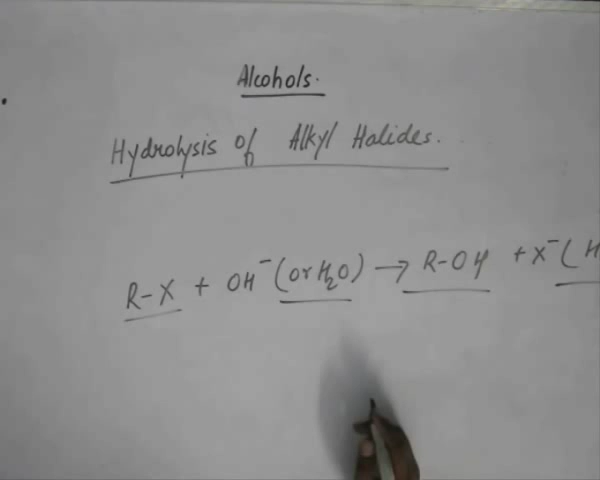 Alcohols.
Hydrolysis of Alkyl Halides.
R-X + OH⁻ (or H₂O) → R-OH + X⁻ (H